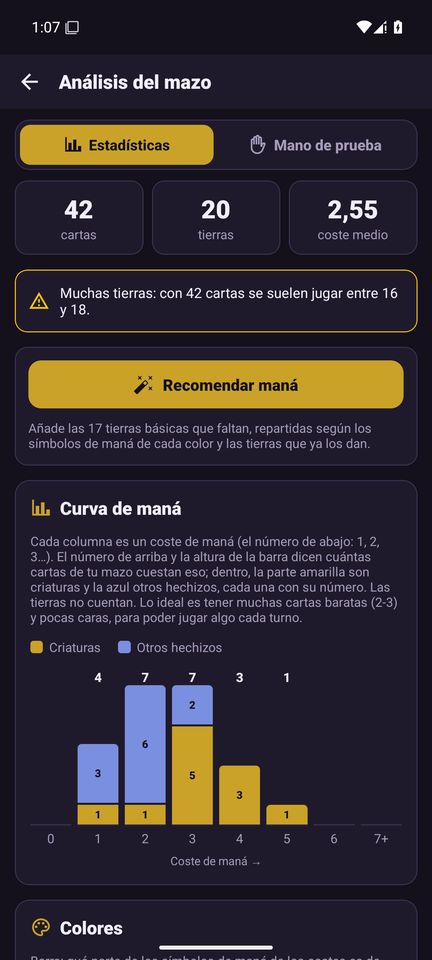 1:07
Análisis del mazo
Estadísticas
Mano de prueba
42
cartas
20
tierras
2,55
coste medio
Muchas tierras: con 42 cartas se suelen jugar entre 16
y 18.
Recomendar maná
Añade las 17 tierras básicas que faltan, repartidas según los
símbolos de maná de cada color y las tierras que ya los dan.
Curva de maná
Cada columna es un coste de maná (el número de abajo: 1, 2,
3…). El número de arriba y la altura de la barra dicen cuántas
cartas de tu mazo cuestan eso; dentro, la parte amarilla son
criaturas y la azul otros hechizos, cada una con su número. Las
tierras no cuentan. Lo ideal es tener muchas cartas baratas (2-3)
y pocas caras, para poder jugar algo cada turno.
Criaturas Otros hechizos
4 7 7 3 1
2
6
3
5
3
1 1 1
0 1 2 3 4 5 6 7+
Coste de maná →
Colores